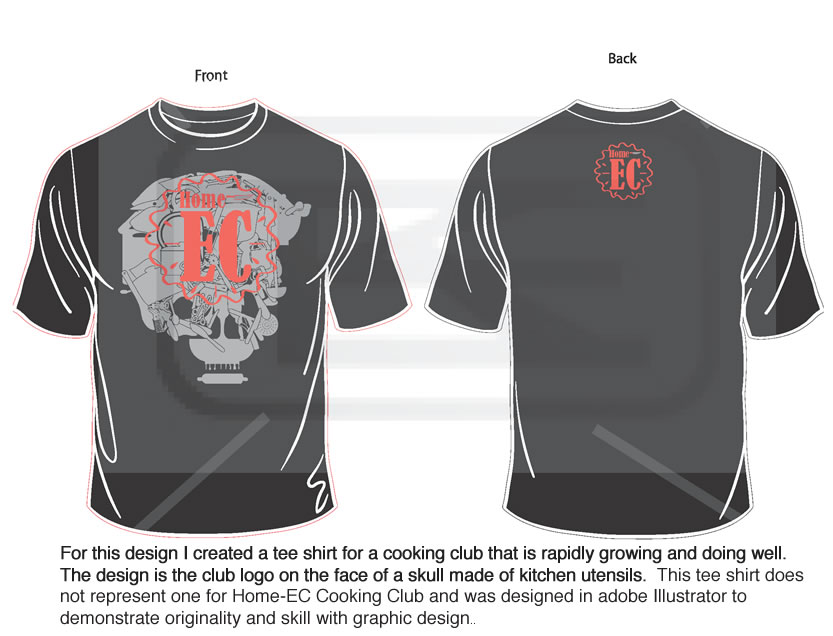 Front
Back
Home
EC
Home
EC
For this design I created a tee shirt for a cooking club that is rapidly growing and doing well.
The design is the club logo on the face of a skull made of kitchen utensils.  This tee shirt does
not represent one for Home-EC Cooking Club and was designed in adobe Illustrator to
demonstrate originality and skill with graphic design..